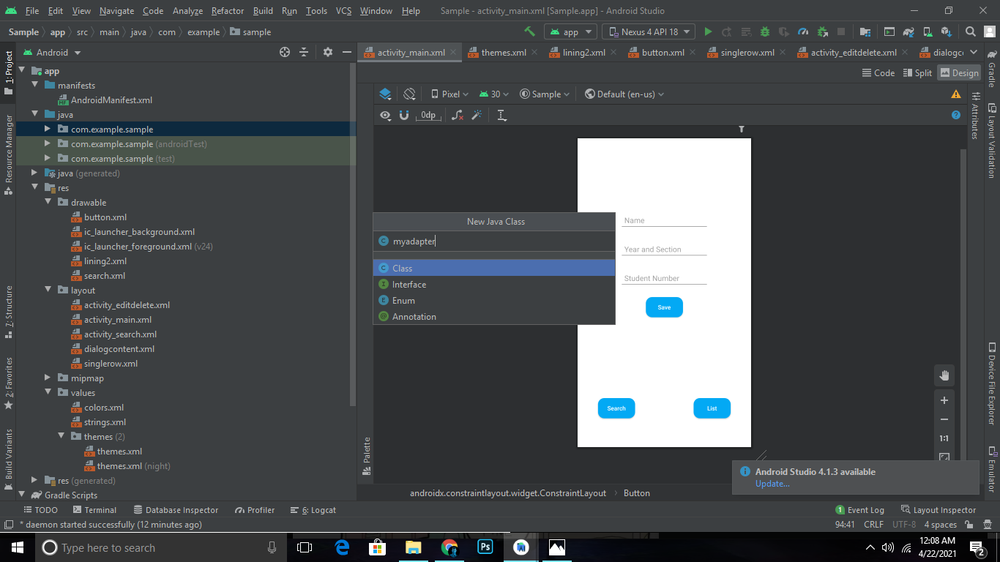 File Edit View Navigate Code Analyze Refactor Build Run Tools VCS Window Help Sample - activity_main.xml [Sample.app] - Android Studio
Sample app src main java com example sample app Nexus 4 API 18
1: Project
Resource Manager
7: Structure
2: Favorites
Build Variants
Android
app
manifests
AndroidManifest.xml
java
com.example.sample
com.example.sample (androidTest)
com.example.sample (test)
java (generated)
res
drawable
button.xml
ic_launcher_background.xml
ic_launcher_foreground.xml (v24)
lining2.xml
search.xml
layout
activity_editdelete.xml
activity_main.xml
activity_search.xml
dialogcontent.xml
singlerow.xml
mipmap
values
colors.xml
strings.xml
themes (2)
themes.xml
themes.xml (night)
res (generated)
Gradle Scripts
activity_main.xml themes.xml lining2.xml button.xml singlerow.xml activity_editdelete.xml dialogc
Code Split Design
Pixel 30 Sample Default (en-us)
0dp
Palette
New Java Class
myadapter
Class
Interface
Enum
Annotation
Name
Year and Section
Student Number
Save
Search List
1:1
Attributes
Gradle
Layout Validation
Device File Explorer
Emulator
Android Studio 4.1.3 available
Update...
androidx.constraintlayout.widget.ConstraintLayout Button
TODO Terminal Database Inspector Profiler 6: Logcat 1 Event Log Layout Inspector
* daemon started successfully (12 minutes ago) 94:41 CRLF UTF-8 4 spaces
Type here to search
Ps
12:08 AM
4/22/2021
2